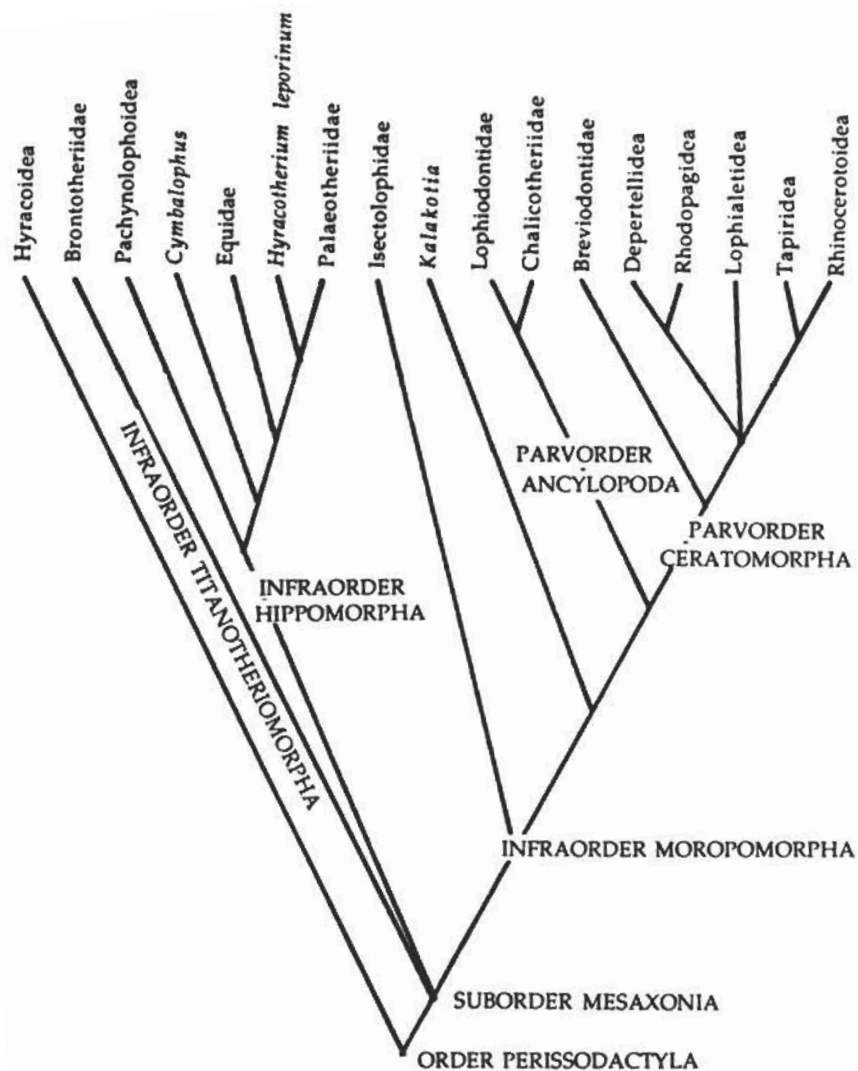 Hyracoidea
Brontotheriidae
Pachynolophoidea
Cymbalophus
Equidae
Hyracotherium leporinum
Palaeotheriidae
Isectolophidae
Kalakotia
Lophiodontidae
Chalicotheriidae
Breviodontidae
Depertellidea
Rhodopagidea
Lophialetidea
Tapiridea
Rhinocerotoidea
PARVORDER
ANCYLOPODA
PARVORDER
CERATOMORPHA
INFRAORDER TITANOTHERIOMORPHA
INFRAORDER
HIPPOMORPHA
INFRAORDER MOROPOMORPHA
SUBORDER MESAXONIA
ORDER PERISSODACTYLA